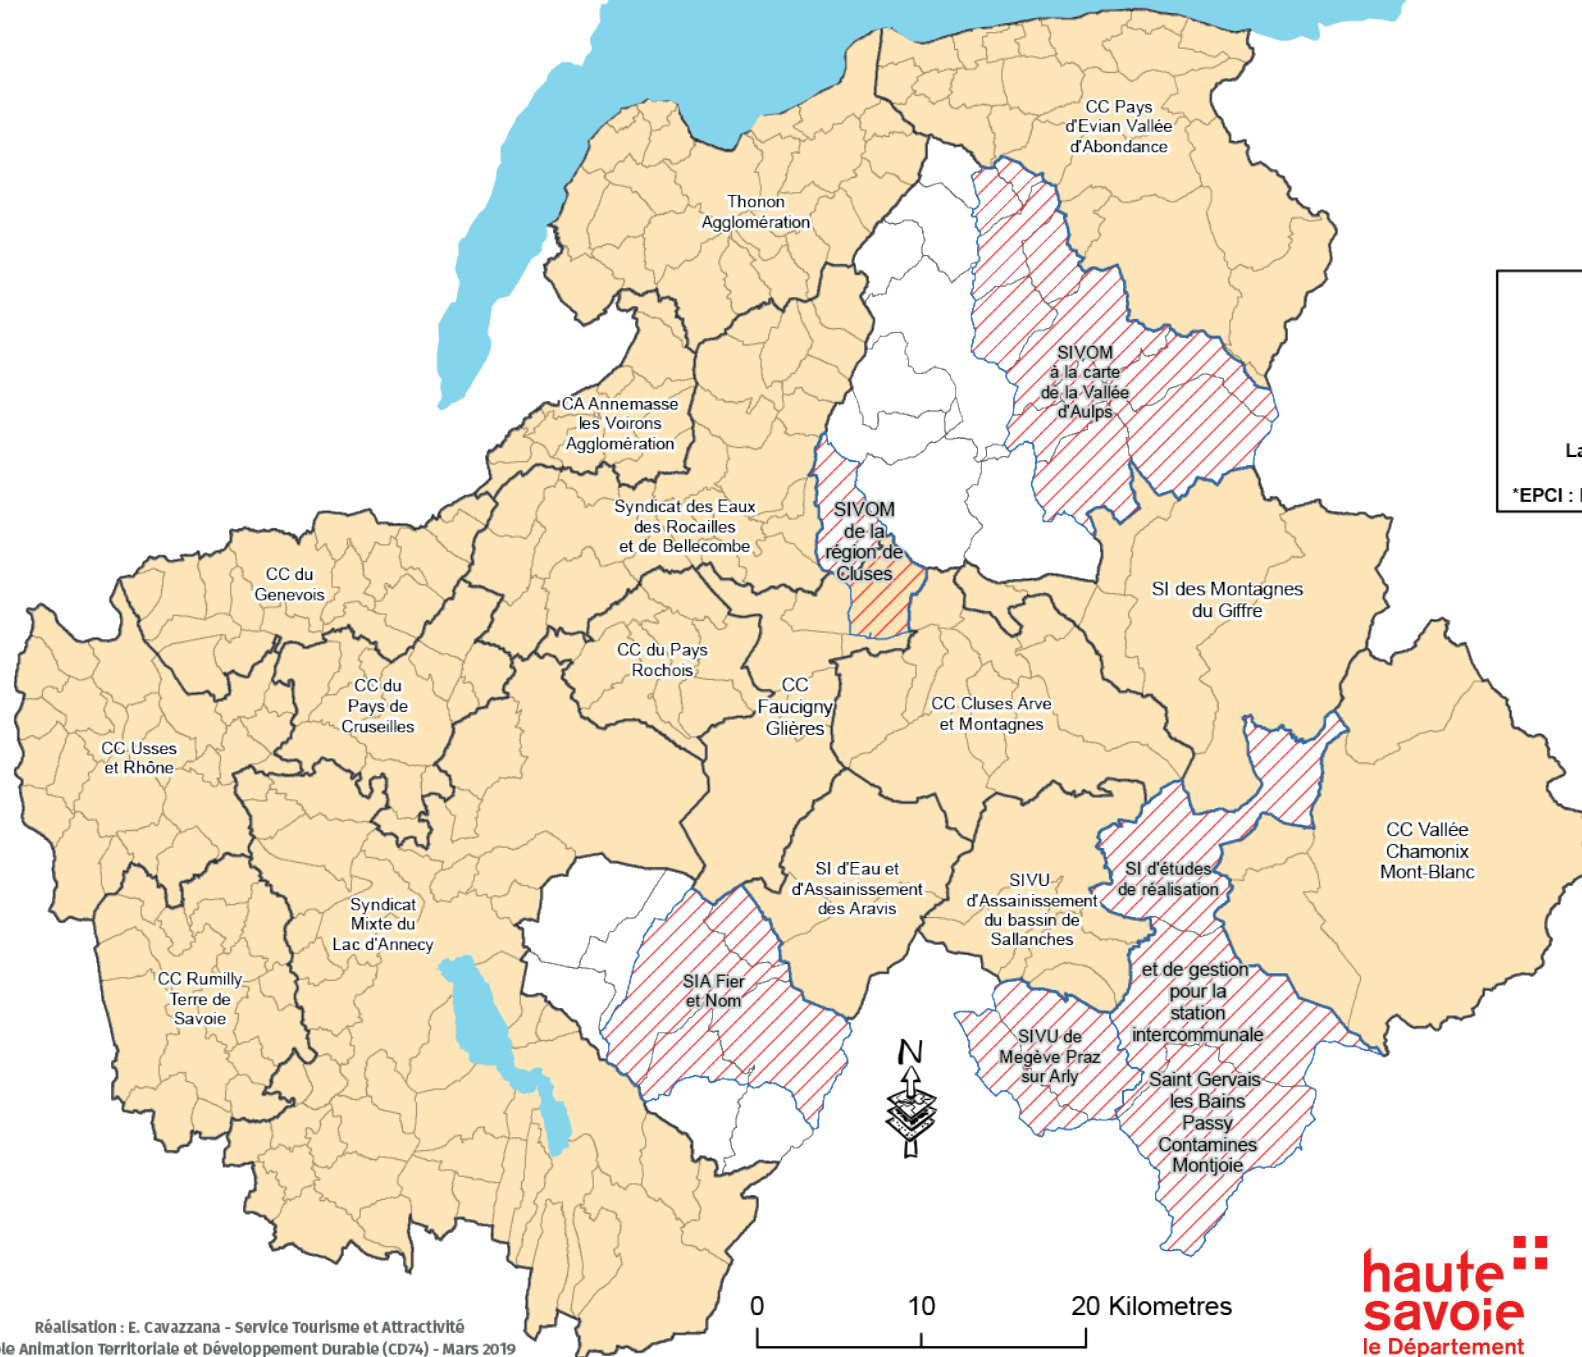 CC Pays
d'Evian Vallée
d'Abondance
Thonon
Agglomération
SIVOM
à la carte
de la Vallée
d'Aulps
CA Annemasse
les Voirons
Agglomération
La
*EPCI :
Syndicat des Eaux
des Rocailles
et de Bellecombe
SIVOM
de la
région de
Cluses
CC du
Genevois
SI des Montagnes
du Giffre
CC du Pays
Rochois
CC du
Pays de
Cruseilles
CC
Faucigny
Glières
CC Cluses Arve
et Montagnes
CC Usses
et Rhône
CC Vallée
Chamonix
Mont-Blanc
SI d'Eau et
d'Assainissement
des Aravis
SIVU
d'Assainissement
du bassin de
Sallanches
SI d'études
de réalisation
et de gestion
pour la
station
intercommunale
Saint Gervais
les Bains
Passy
Contamines
Montjoie
Syndicat
Mixte du
Lac d'Annecy
CC Rumilly
Terre de
Savoie
SIA Fier
et Nom
SIVU de
Megève Praz
sur Arly
N
0 10 20 Kilometres
haute
savoie
le Département
Réalisation : E. Cavazzana - Service Tourisme et Attractivité
le Animation Territoriale et Développement Durable (CD74) - Mars 2019